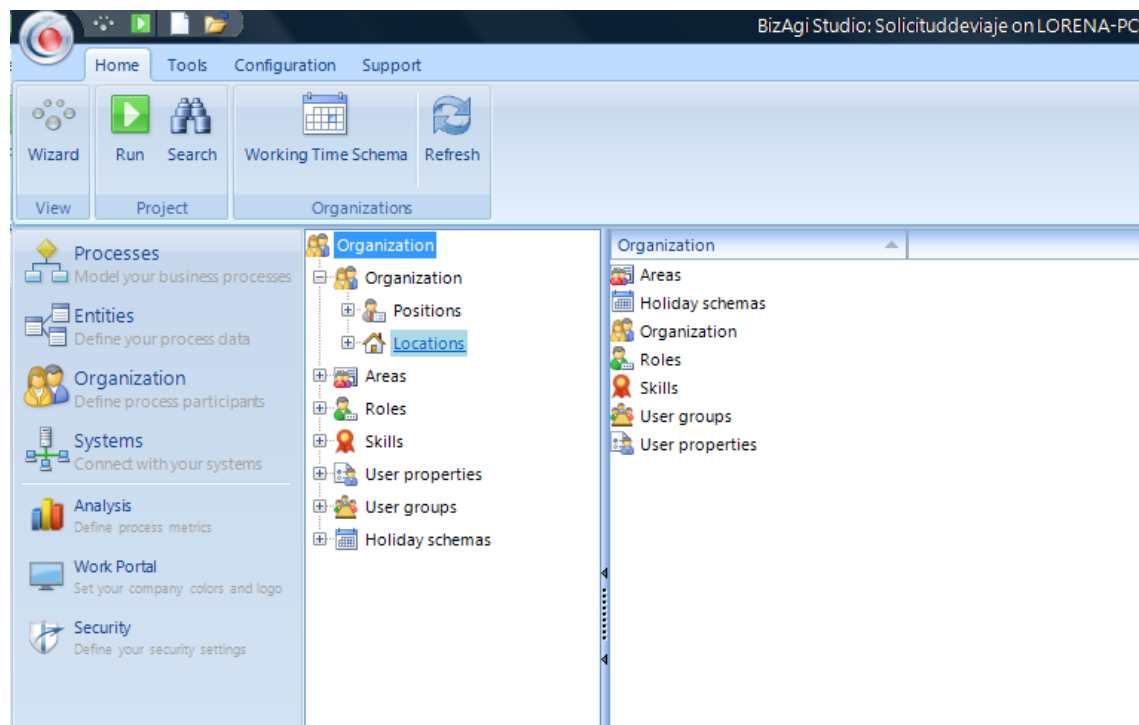 BizAgi Studio: Solicituddeviaje on LORENA-PC
Home Tools Configuration Support
Wizard Run Search Working Time Schema Refresh
View Project Organizations
Processes
Model your business processes
Entities
Define your process data
Organization
Define process participants
Systems
Connect with your systems
Analysis
Define process metrics
Work Portal
Set your company colors and logo
Security
Define your security settings
Organization
Organization
Positions
Locations
Areas
Roles
Skills
User properties
User groups
Holiday schemas
Organization
Areas
Holiday schemas
Organization
Roles
Skills
User groups
User properties